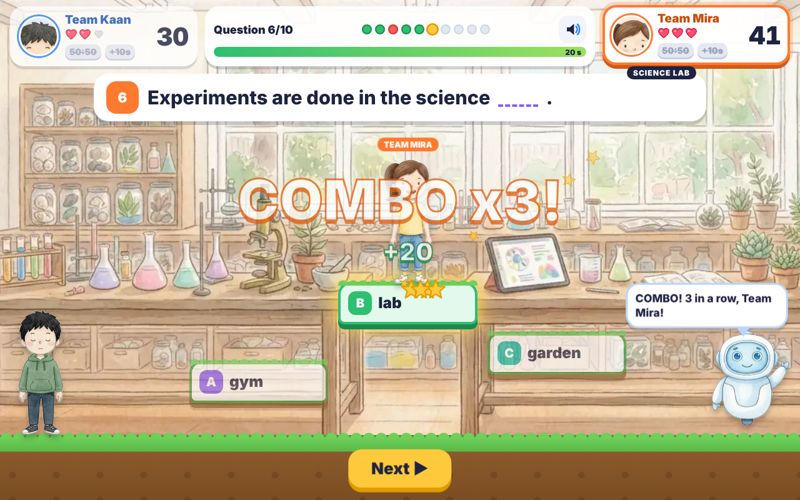 Team Kaan
50:50 +10s
30
Question 6/10
20 s
Team Mira
50:50 +10s
41
SCIENCE LAB
6 Experiments are done in the science ______ .
TEAM MIRA
COMBO x3!
+20
B lab
COMBO! 3 in a row, Team
Mira!
C garden
A gym
Next ▶